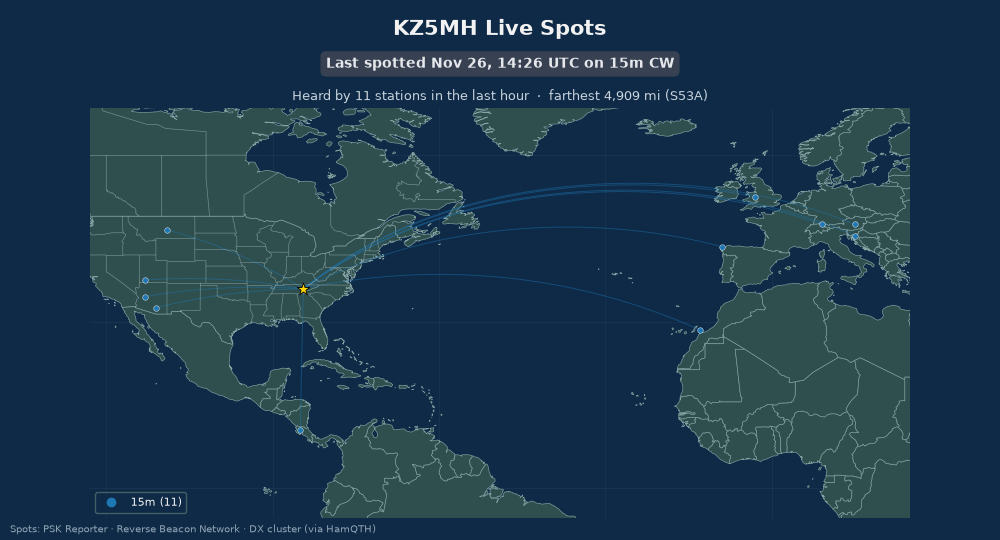 KZ5MH Live Spots
Last spotted Nov 26, 14:26 UTC on 15m CW
Heard by 11 stations in the last hour · farthest 4,909 mi (S53A)
15m (11)
Spots: PSK Reporter · Reverse Beacon Network · DX cluster (via HamQTH)